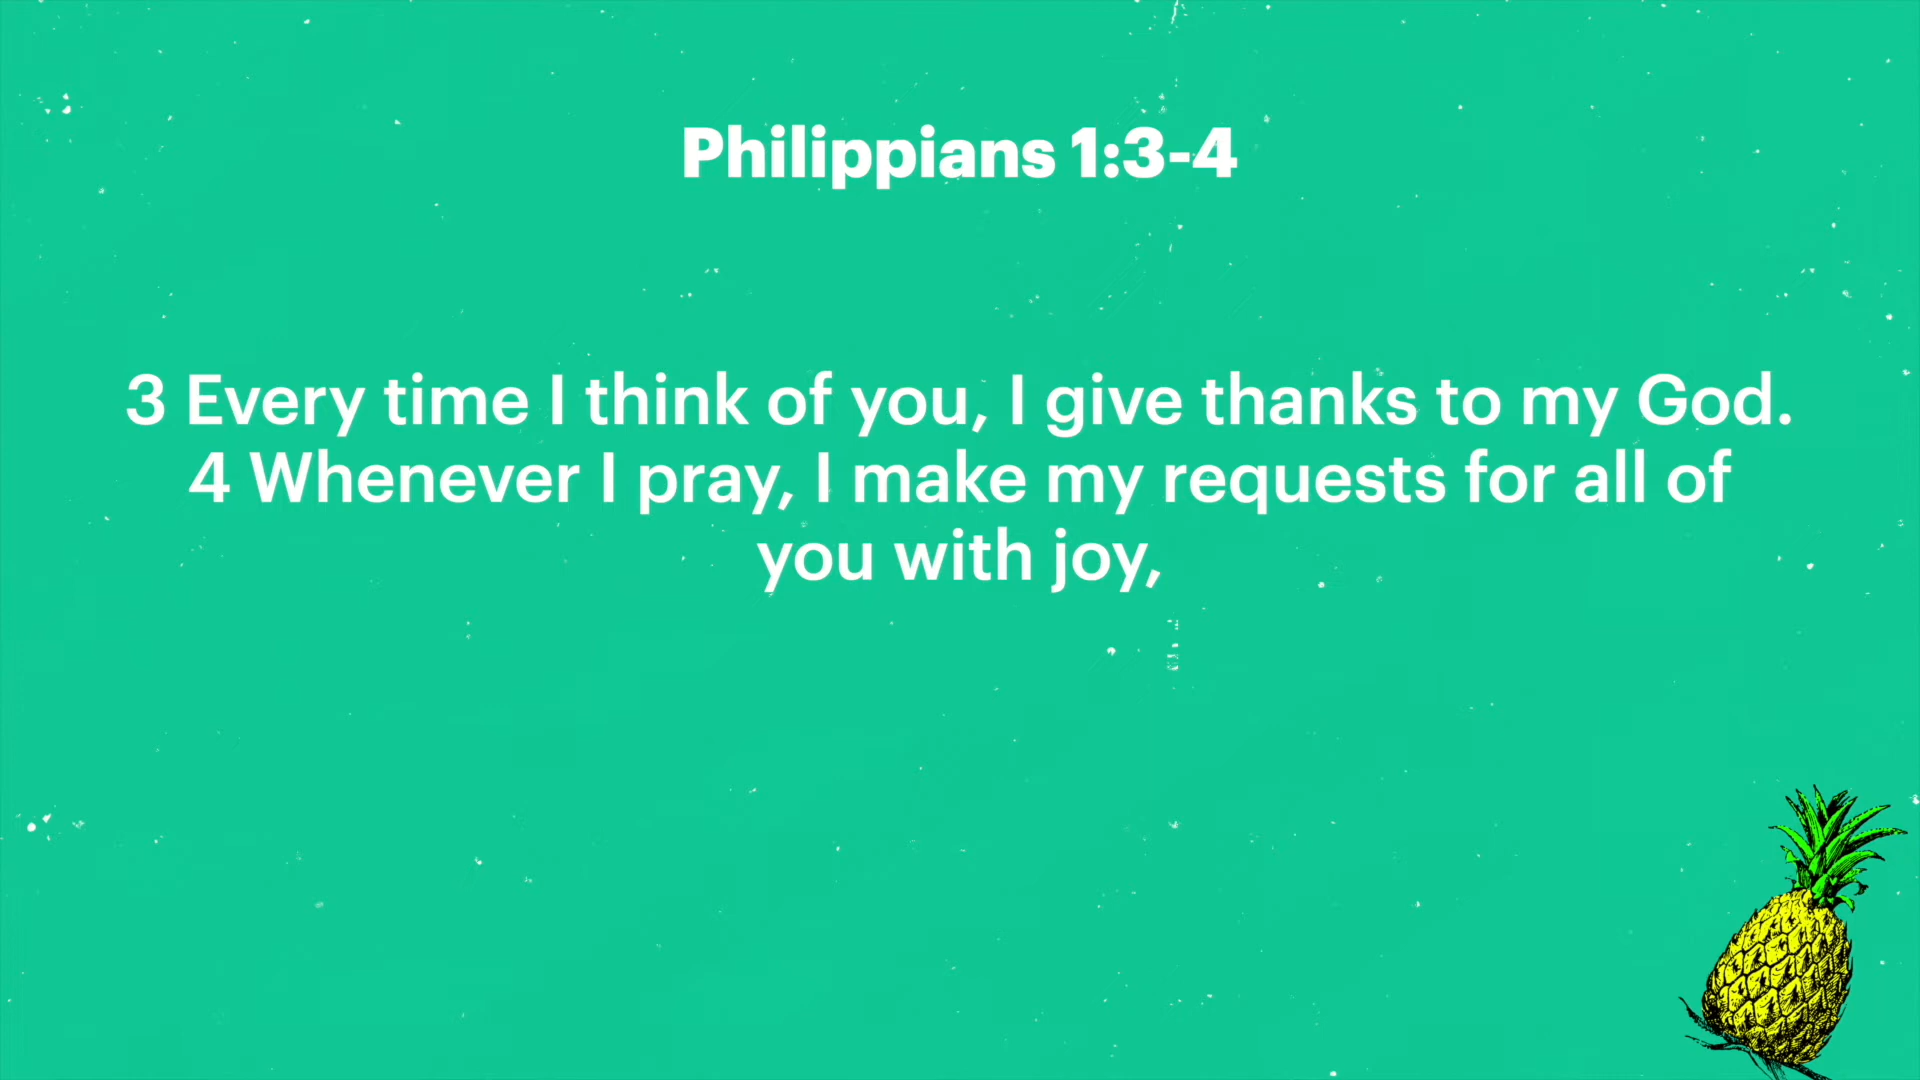 Philippians 1:3-4
3 Every time I think of you, I give thanks to my God.
4 Whenever I pray, I make my requests for all of
you with joy,